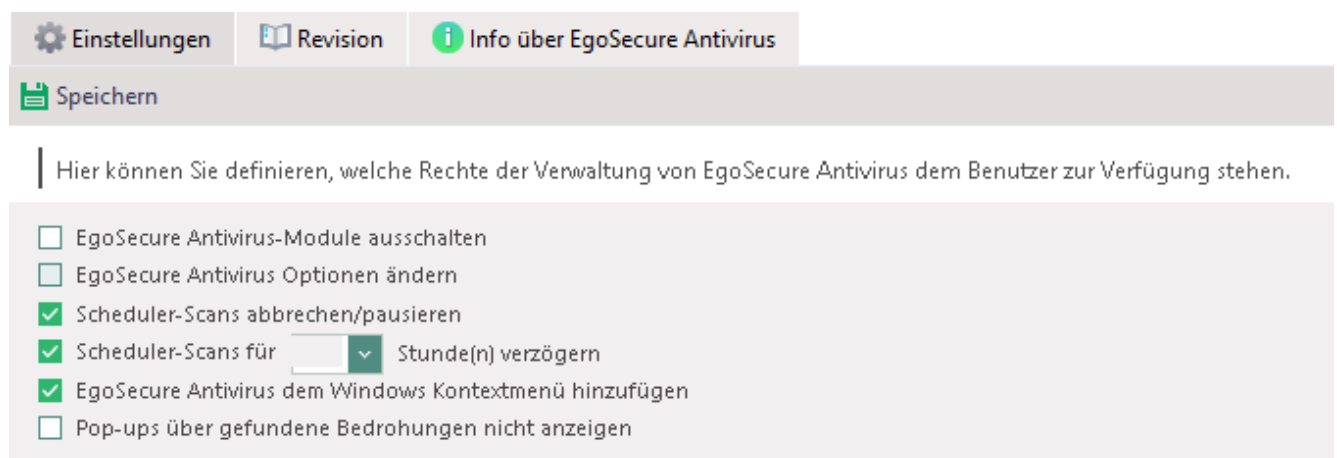 Einstellungen Revision Info über EgoSecure Antivirus
Speichern
Hier können Sie definieren, welche Rechte der Verwaltung von EgoSecure Antivirus dem Benutzer zur Verfügung stehen.
EgoSecure Antivirus-Module ausschalten
EgoSecure Antivirus Optionen ändern
Scheduler-Scans abbrechen/pausieren
Scheduler-Scans für Stunde(n) verzögern
EgoSecure Antivirus dem Windows Kontextmenü hinzufügen
Pop-ups über gefundene Bedrohungen nicht anzeigen